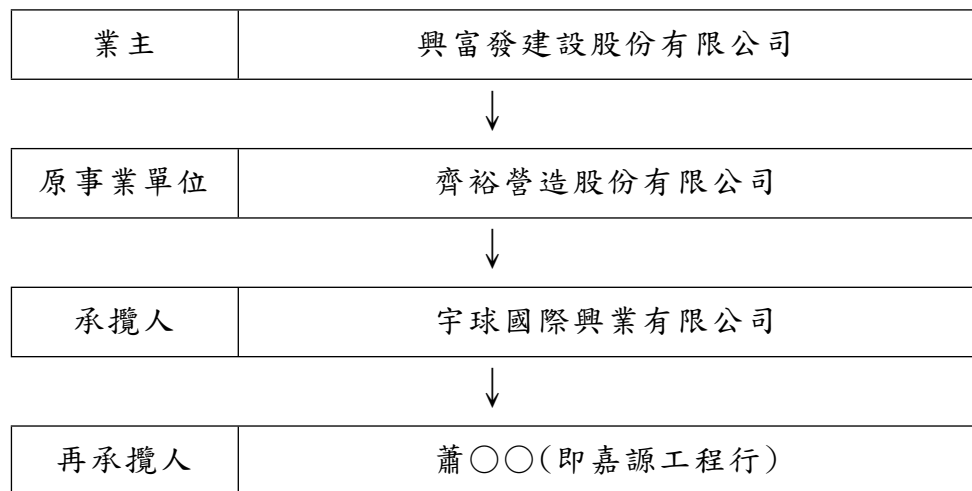 業主 興富發建設股份有限公司
↓
原事業單位 齊裕營造股份有限公司
↓
承攬人 宇球國際興業有限公司
↓
再承攬人 蕭○○(即嘉源工程行)